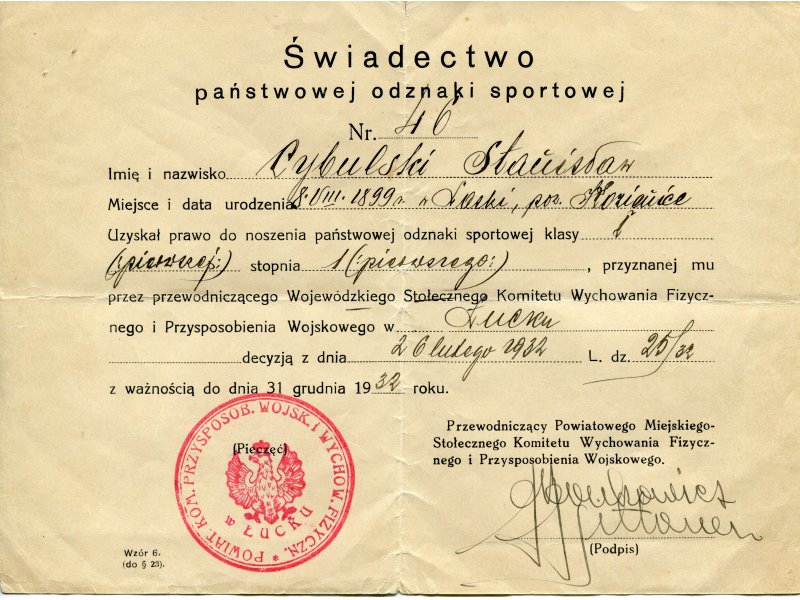 Świadectwo
państwowej odznaki sportowej
Nr. 46
Imię i nazwisko Cybulski Stanisław
Miejsce i data urodzenia 8. VIII. 1899 r. w Laski, pow. Kozienice
Uzyskał prawo do noszenia państwowej odznaki sportowej klasy I
(:pierwszej:) stopnia 1 (:pierwszego:) , przyznanej mu
przez przewodniczącego Wojewódzkiego Stołecznego Komitetu Wychowania Fizycz-
nego i Przysposobienia Wojskowego w Łucku
decyzją z dnia 26 lutego 1932 L. dz. 25/32
z ważnością do dnia 31 grudnia 1932 roku.
(Pieczęć)
POWIAT. KOM. PRZYSPOSOB. WOJSK. I WYCHOW. FIZYCZN. *
w ŁUCKU
Przewodniczący Powiatowego Miejskiego-
Stołecznego Komitetu Wychowania Fizycz-
nego i Przysposobienia Wojskowego.
(Podpis)
Wzór 6.
(do § 23).